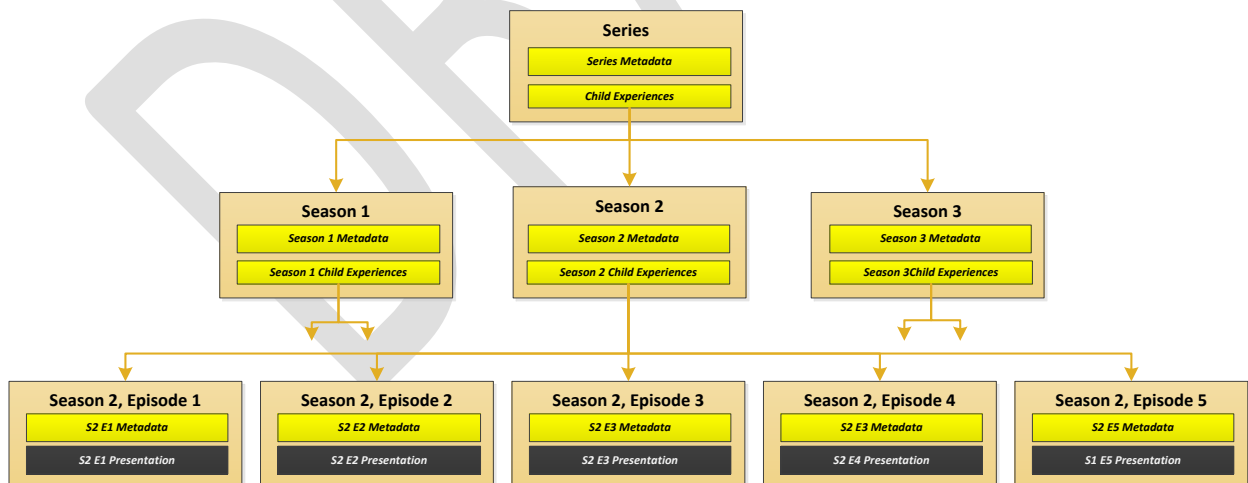 Series
Series Metadata
Child Experiences
Season 1
Season 1 Metadata
Season 1 Child Experiences
Season 2
Season 2 Metadata
Season 2 Child Experiences
Season 3
Season 3 Metadata
Season 3Child Experiences
Season 2, Episode 1
S2 E1 Metadata
S2 E1 Presentation
Season 2, Episode 2
S2 E2 Metadata
S2 E2 Presentation
Season 2, Episode 3
S2 E3 Metadata
S2 E3 Presentation
Season 2, Episode 4
S2 E3 Metadata
S2 E4 Presentation
Season 2, Episode 5
S2 E5 Metadata
S1 E5 Presentation